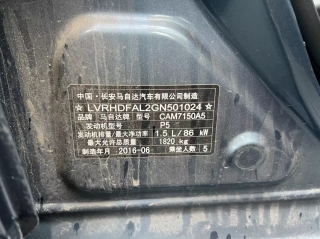 中国·长安马自达汽车有限公司制造
★LVRHDFAL2GN501024★
品牌 马自达牌 型号 CAM7150A5
发动机型号 P5
发动机排量/最大净功率 1.5 L/86 kW
最大允许总质量 1820 kg
制造年月 2016-06 乘坐人数 5